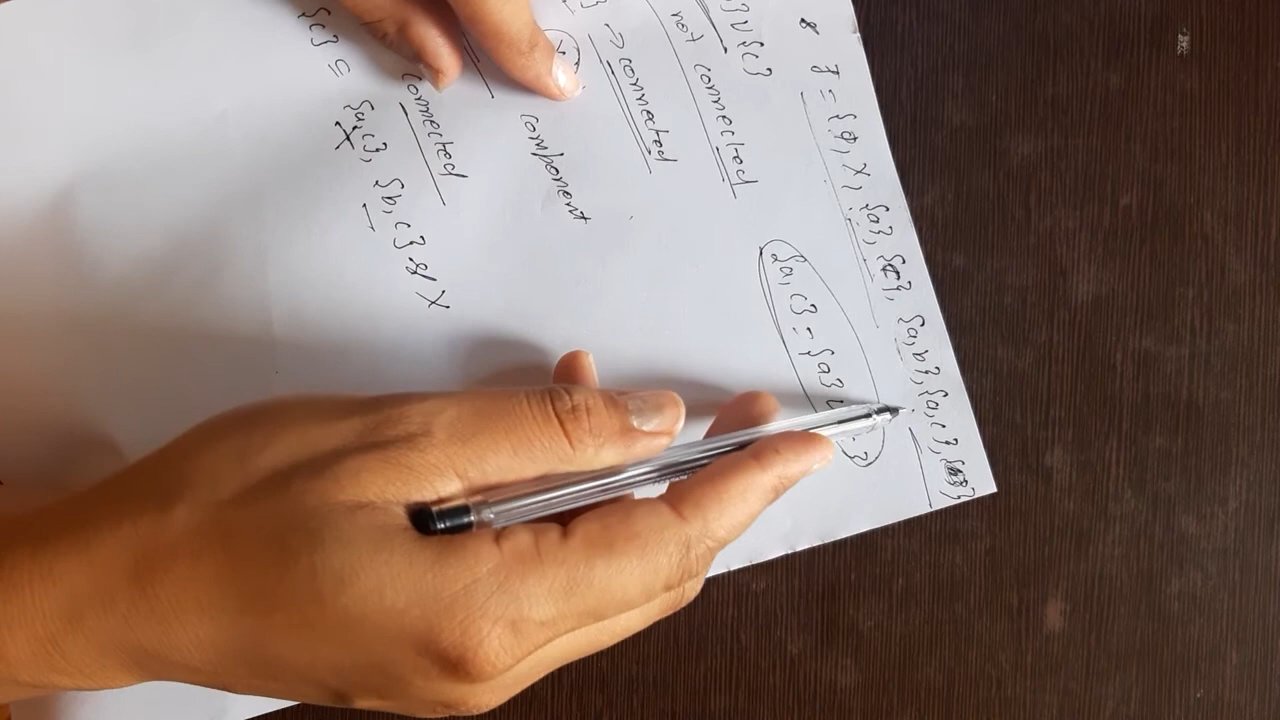 J = {φ, X, {a}, {c}, {a,b}, {a,c}, }
}∪{c}
{a, c} = {a} ∪ }
not connected
} → connected
component
connected
{c} ⊆ {a,c}, {b,c} & X